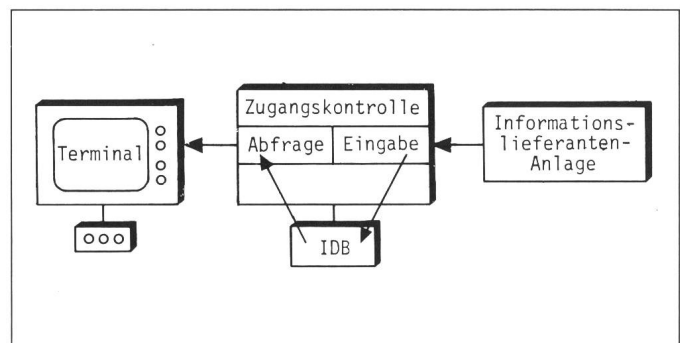 Zugangskontrolle
Terminal
Abfrage
Eingabe
Informations-
lieferanten-
Anlage
IDB